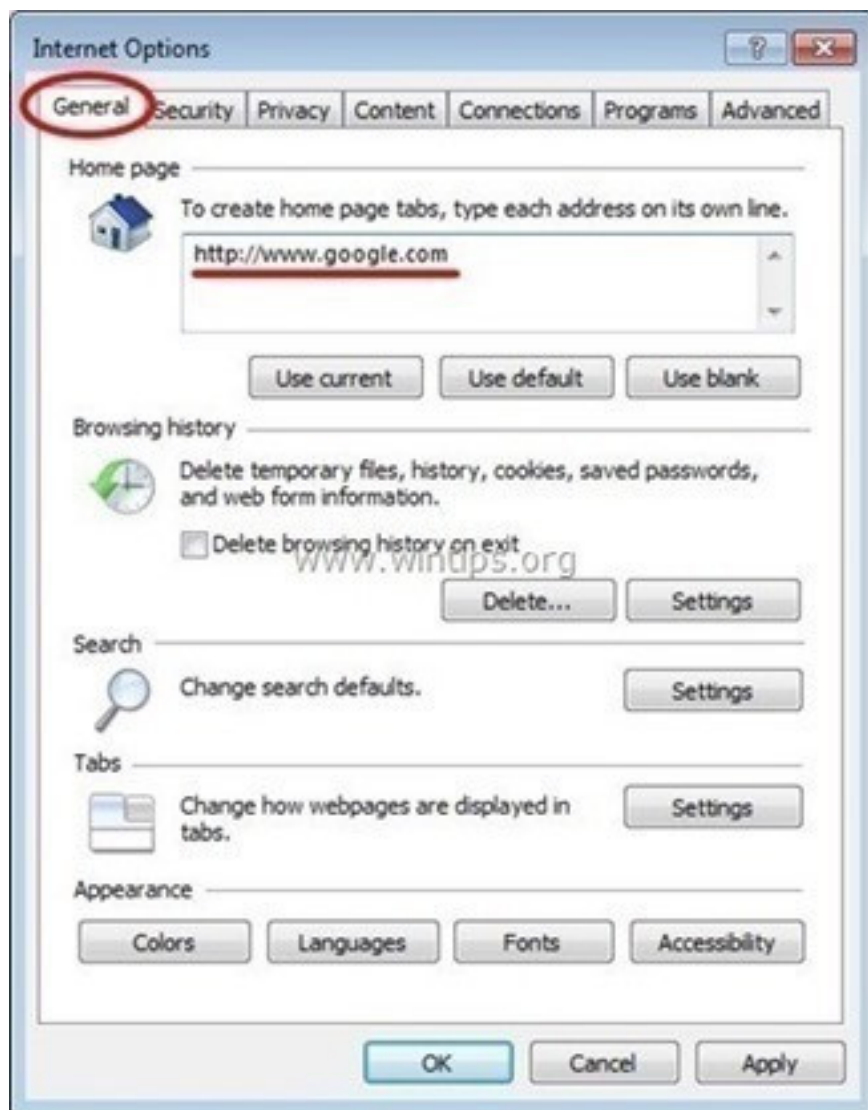 Internet Options
General Security Privacy Content Connections Programs Advanced
Home page
To create home page tabs, type each address on its own line.
http://www.google.com
Use current Use default Use blank
Browsing history
Delete temporary files, history, cookies, saved passwords,
and web form information.
Delete browsing history on exit
www.wintips.org
Delete... Settings
Search
Change search defaults. Settings
Tabs
Change how webpages are displayed in
tabs.
Settings
Appearance
Colors Languages Fonts Accessibility
OK Cancel Apply